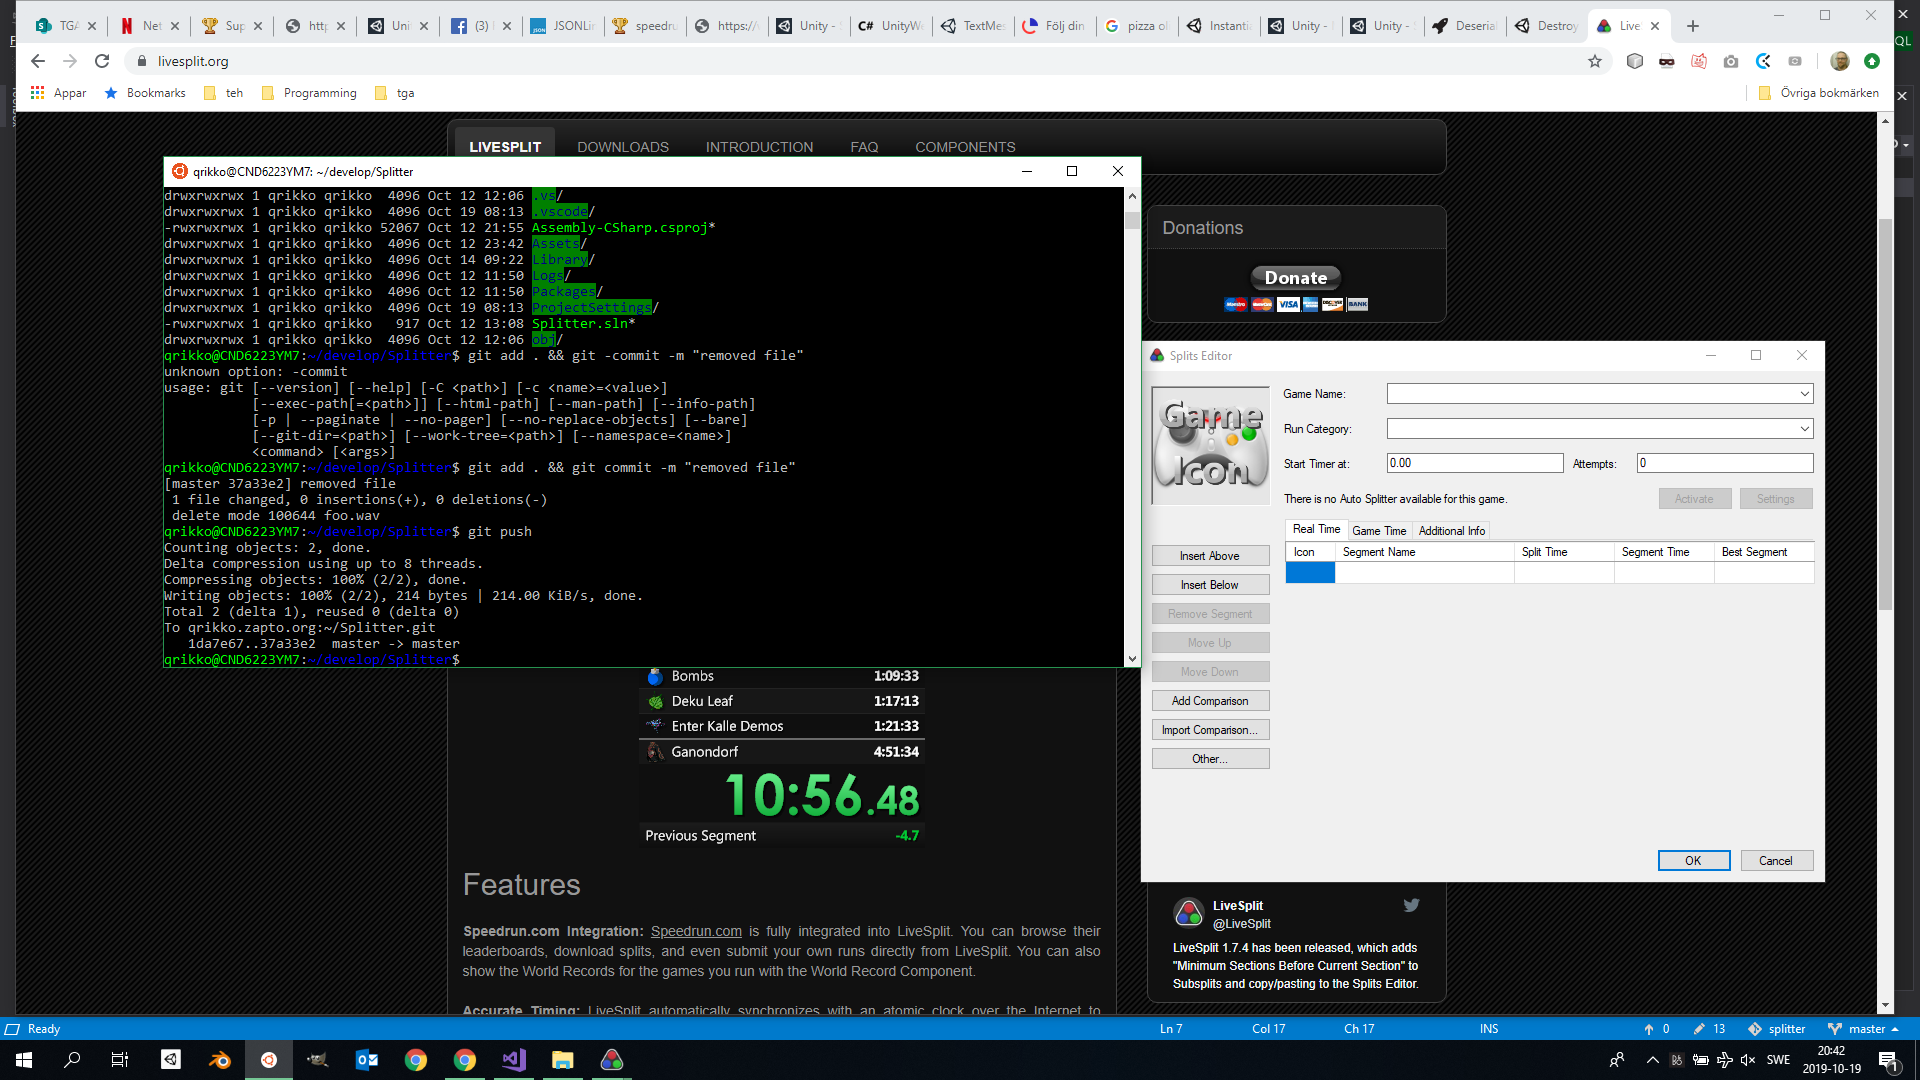 TGA
Net
Sup
http
Uni
(3)
JSONLin
speedru
https://
Unity -
C# UnityWe
TextMes
Följ din
pizza ol
Instantia
Unity -
Unity -
Deserial
Destroy
Live
livesplit.org
Appar
Bookmarks
teh
Programming
tga
Övriga bokmärken
QL
LIVESPLIT
DOWNLOADS
INTRODUCTION
FAQ
COMPONENTS
qrikko@CND6223YM7: ~/develop/Splitter
drwxrwxrwx 1 qrikko qrikko  4096 Oct 12 12:06 .vs/
drwxrwxrwx 1 qrikko qrikko  4096 Oct 19 08:13 .vscode/
-rwxrwxrwx 1 qrikko qrikko 52067 Oct 12 21:55 Assembly-CSharp.csproj*
drwxrwxrwx 1 qrikko qrikko  4096 Oct 12 23:42 Assets/
drwxrwxrwx 1 qrikko qrikko  4096 Oct 14 09:22 Library/
drwxrwxrwx 1 qrikko qrikko  4096 Oct 12 11:50 Logs/
drwxrwxrwx 1 qrikko qrikko  4096 Oct 12 11:50 Packages/
drwxrwxrwx 1 qrikko qrikko  4096 Oct 19 08:13 ProjectSettings/
-rwxrwxrwx 1 qrikko qrikko   917 Oct 12 13:08 Splitter.sln*
drwxrwxrwx 1 qrikko qrikko  4096 Oct 12 12:06 obj/
qrikko@CND6223YM7:~/develop/Splitter$ git add . && git -commit -m "removed file"
unknown option: -commit
usage: git [--version] [--help] [-C <path>] [-c <name>=<value>]
[--exec-path[=<path>]] [--html-path] [--man-path] [--info-path]
[-p | --paginate | --no-pager] [--no-replace-objects] [--bare]
[--git-dir=<path>] [--work-tree=<path>] [--namespace=<name>]
<command> [<args>]
qrikko@CND6223YM7:~/develop/Splitter$ git add . && git commit -m "removed file"
[master 37a33e2] removed file
1 file changed, 0 insertions(+), 0 deletions(-)
delete mode 100644 foo.wav
qrikko@CND6223YM7:~/develop/Splitter$ git push
Counting objects: 2, done.
Delta compression using up to 8 threads.
Compressing objects: 100% (2/2), done.
Writing objects: 100% (2/2), 214 bytes | 214.00 KiB/s, done.
Total 2 (delta 1), reused 0 (delta 0)
To qrikko.zapto.org:~/Splitter.git
1da7e67..37a33e2  master -> master
qrikko@CND6223YM7:~/develop/Splitter$
Donations
Donate
Maestro MasterCard VISA DISCOVER BANK
Splits Editor
Game Icon
Game Name:
Run Category:
Start Timer at: 0.00 Attempts: 0
There is no Auto Splitter available for this game. Activate Settings
Real Time Game Time Additional Info
Icon Segment Name Split Time Segment Time Best Segment
Insert Above
Insert Below
Remove Segment
Move Up
Move Down
Add Comparison
Import Comparison...
Other...
OK Cancel
Bombs 1:09:33
Deku Leaf 1:17:13
Enter Kalle Demos 1:21:33
Ganondorf 4:51:34
10:56.48
Previous Segment -4.7
Features
Speedrun.com Integration: Speedrun.com is fully integrated into LiveSplit. You can browse their
leaderboards, download splits, and even submit your own runs directly from LiveSplit. You can also
show the World Records for the games you run with the World Record Component.
Accurate Timing: LiveSplit automatically synchronizes with an atomic clock over the Internet to
LiveSplit
@LiveSplit
LiveSplit 1.7.4 has been released, which adds
"Minimum Sections Before Current Section" to
Subsplits and copy/pasting to the Splits Editor.
Ready
Ln 7
Col 17
Ch 17
INS
0
13
splitter
master
SWE
20:42
2019-10-19
1